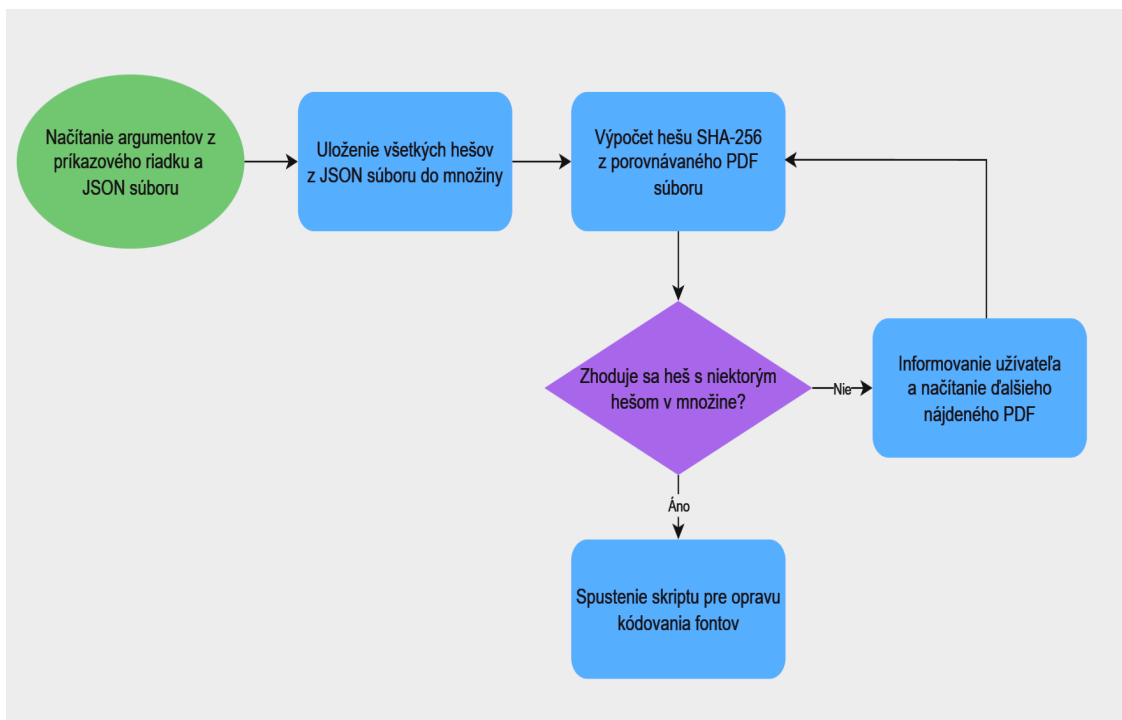 Načítanie argumentov z
príkazového riadku a
JSON súboru
Uloženie všetkých hešov
z JSON súboru do množiny
Výpočet hešu SHA-256
z porovnávaného PDF
súboru
Zhoduje sa heš s niektorým
hešom v množine?
Nie
Informovanie užívateľa
a načítanie ďalšieho
nájdeného PDF
Áno
Spustenie skriptu pre opravu
kódovania fontov